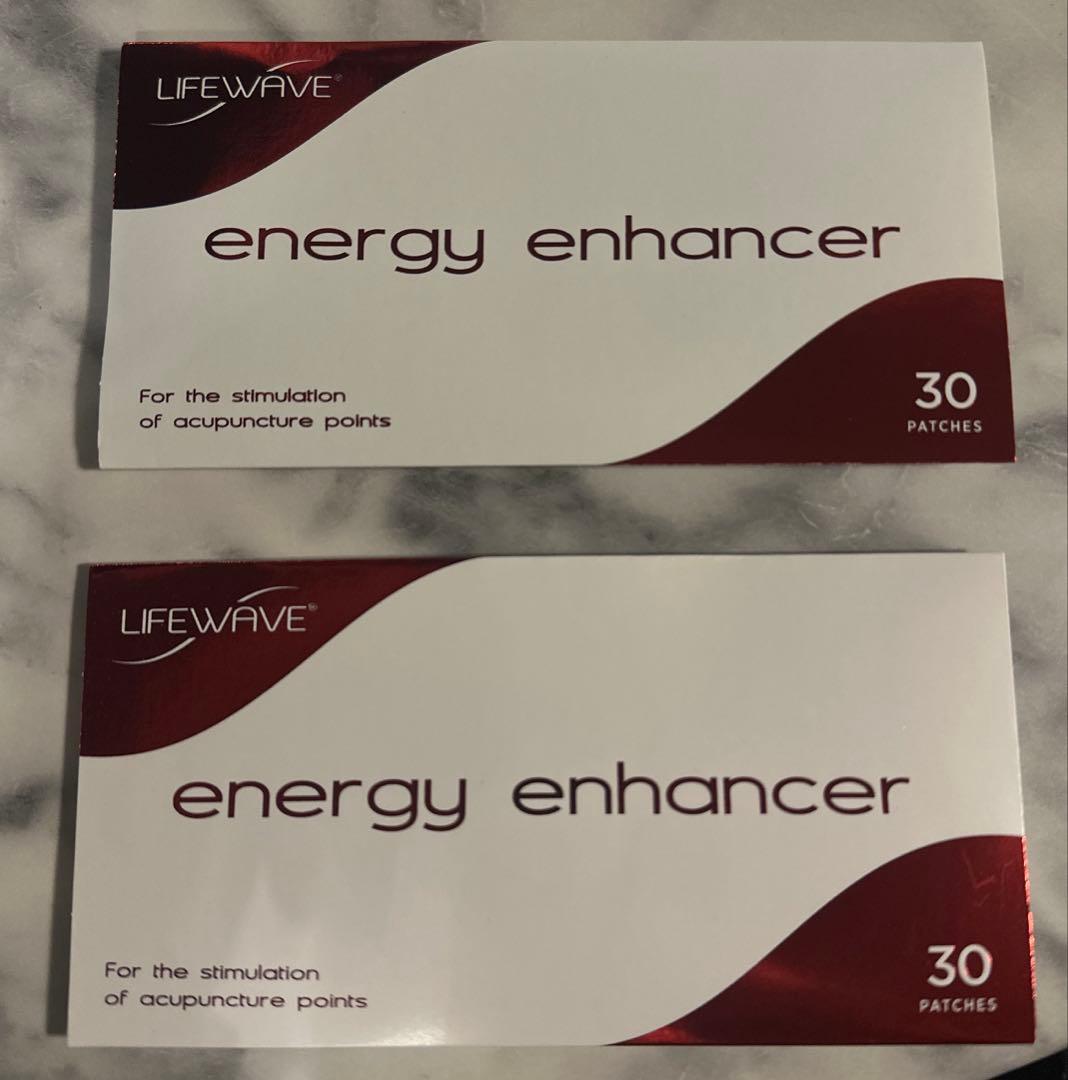 LIFEWAVE®
energy enhancer
For the stimulation
of acupuncture points
30
PATCHES
LIFEWAVE®
energy enhancer
For the stimulation
of acupuncture points
30
PATCHES